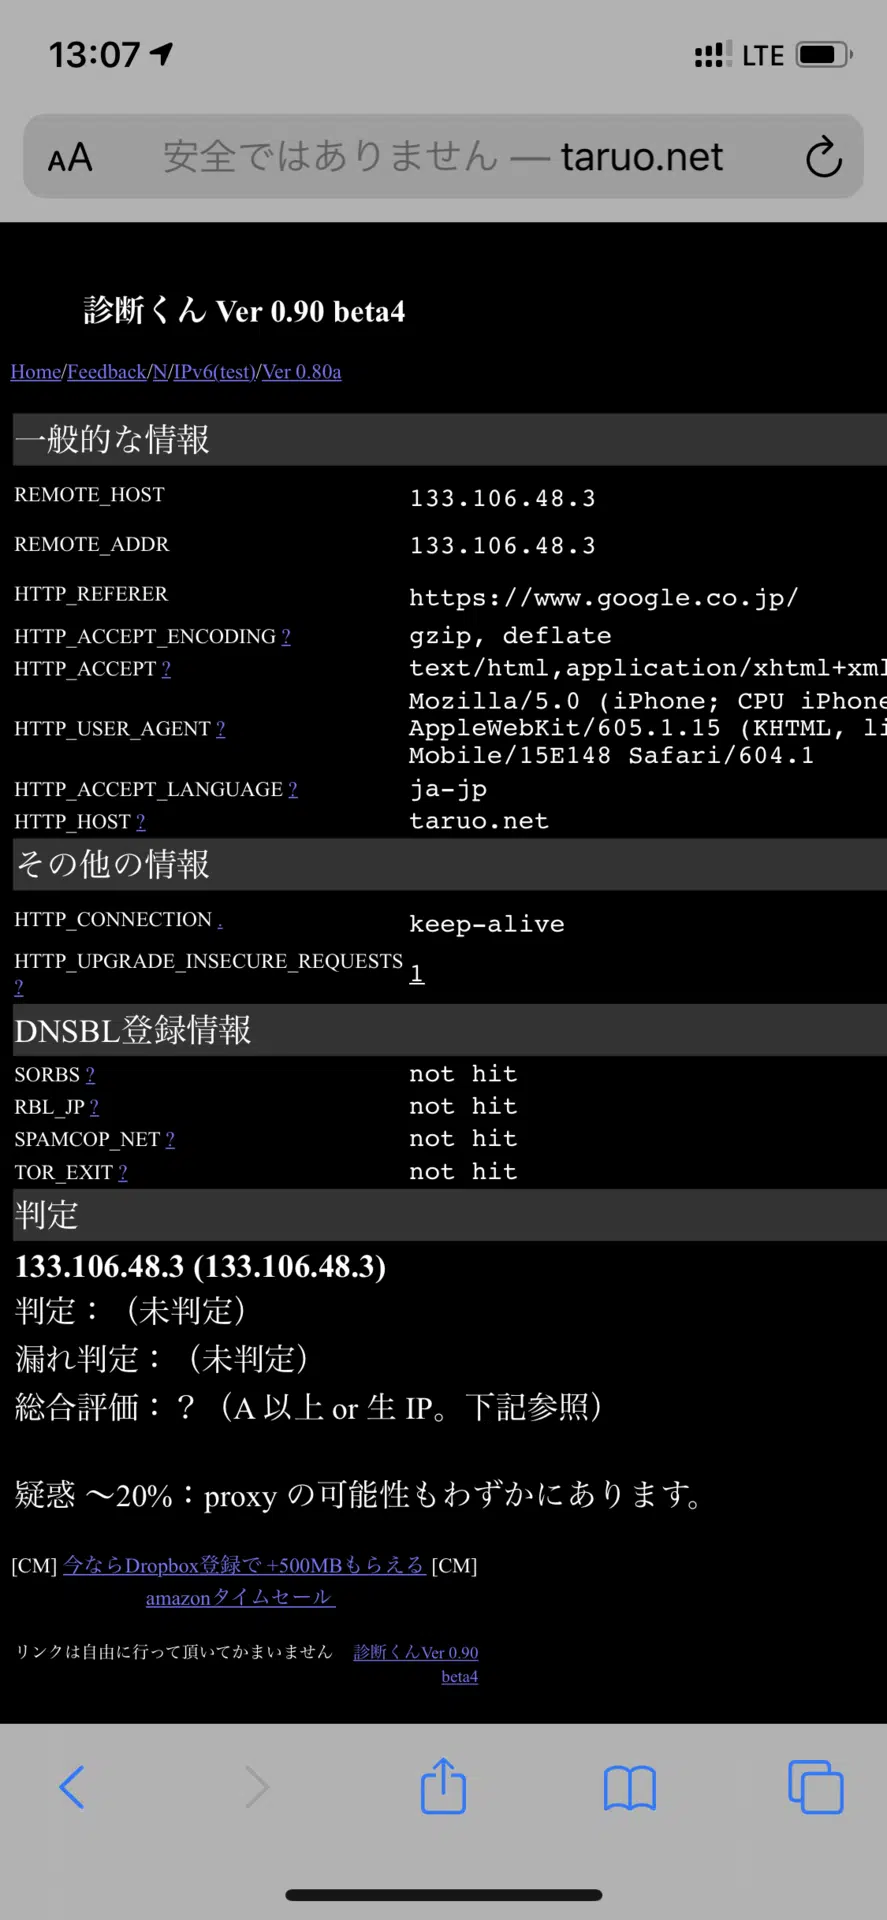 13:07 LTE
AA 安全ではありません — taruo.net
診断くん Ver 0.90 beta4
Home/Feedback/N/IPv6(test)/Ver 0.80a
一般的な情報
REMOTE_HOST 133.106.48.3
REMOTE_ADDR 133.106.48.3
HTTP_REFERER https://www.google.co.jp/
HTTP_ACCEPT_ENCODING ? gzip, deflate
HTTP_ACCEPT ? text/html,application/xhtml+xml
Mozilla/5.0 (iPhone; CPU iPhone
HTTP_USER_AGENT ? AppleWebKit/605.1.15 (KHTML, li
Mobile/15E148 Safari/604.1
HTTP_ACCEPT_LANGUAGE ? ja-jp
HTTP_HOST ? taruo.net
その他の情報
HTTP_CONNECTION . keep-alive
HTTP_UPGRADE_INSECURE_REQUESTS 1
?
DNSBL登録情報
SORBS ? not hit
RBL_JP ? not hit
SPAMCOP_NET ? not hit
TOR_EXIT ? not hit
判定
133.106.48.3 (133.106.48.3)
判定：（未判定）
漏れ判定：（未判定）
総合評価：？（A 以上 or 生 IP。下記参照）
疑惑 〜20%：proxy の可能性もわずかにあります。
[CM] 今ならDropbox登録で +500MBもらえる [CM]
amazonタイムセール
リンクは自由に行って頂いてかまいません 診断くんVer 0.90
beta4